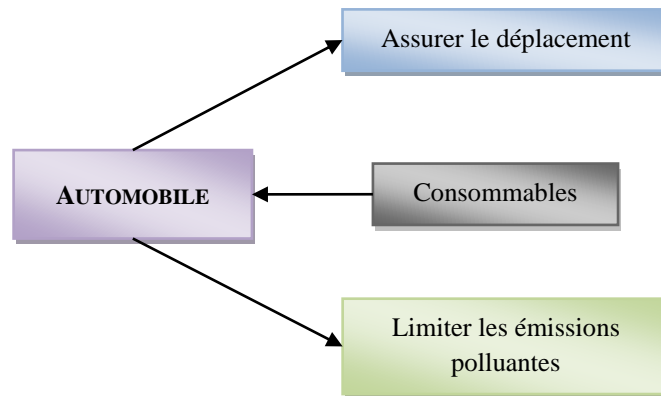 Assurer le déplacement
AUTOMOBILE
Consommables
Limiter les émissions
polluantes